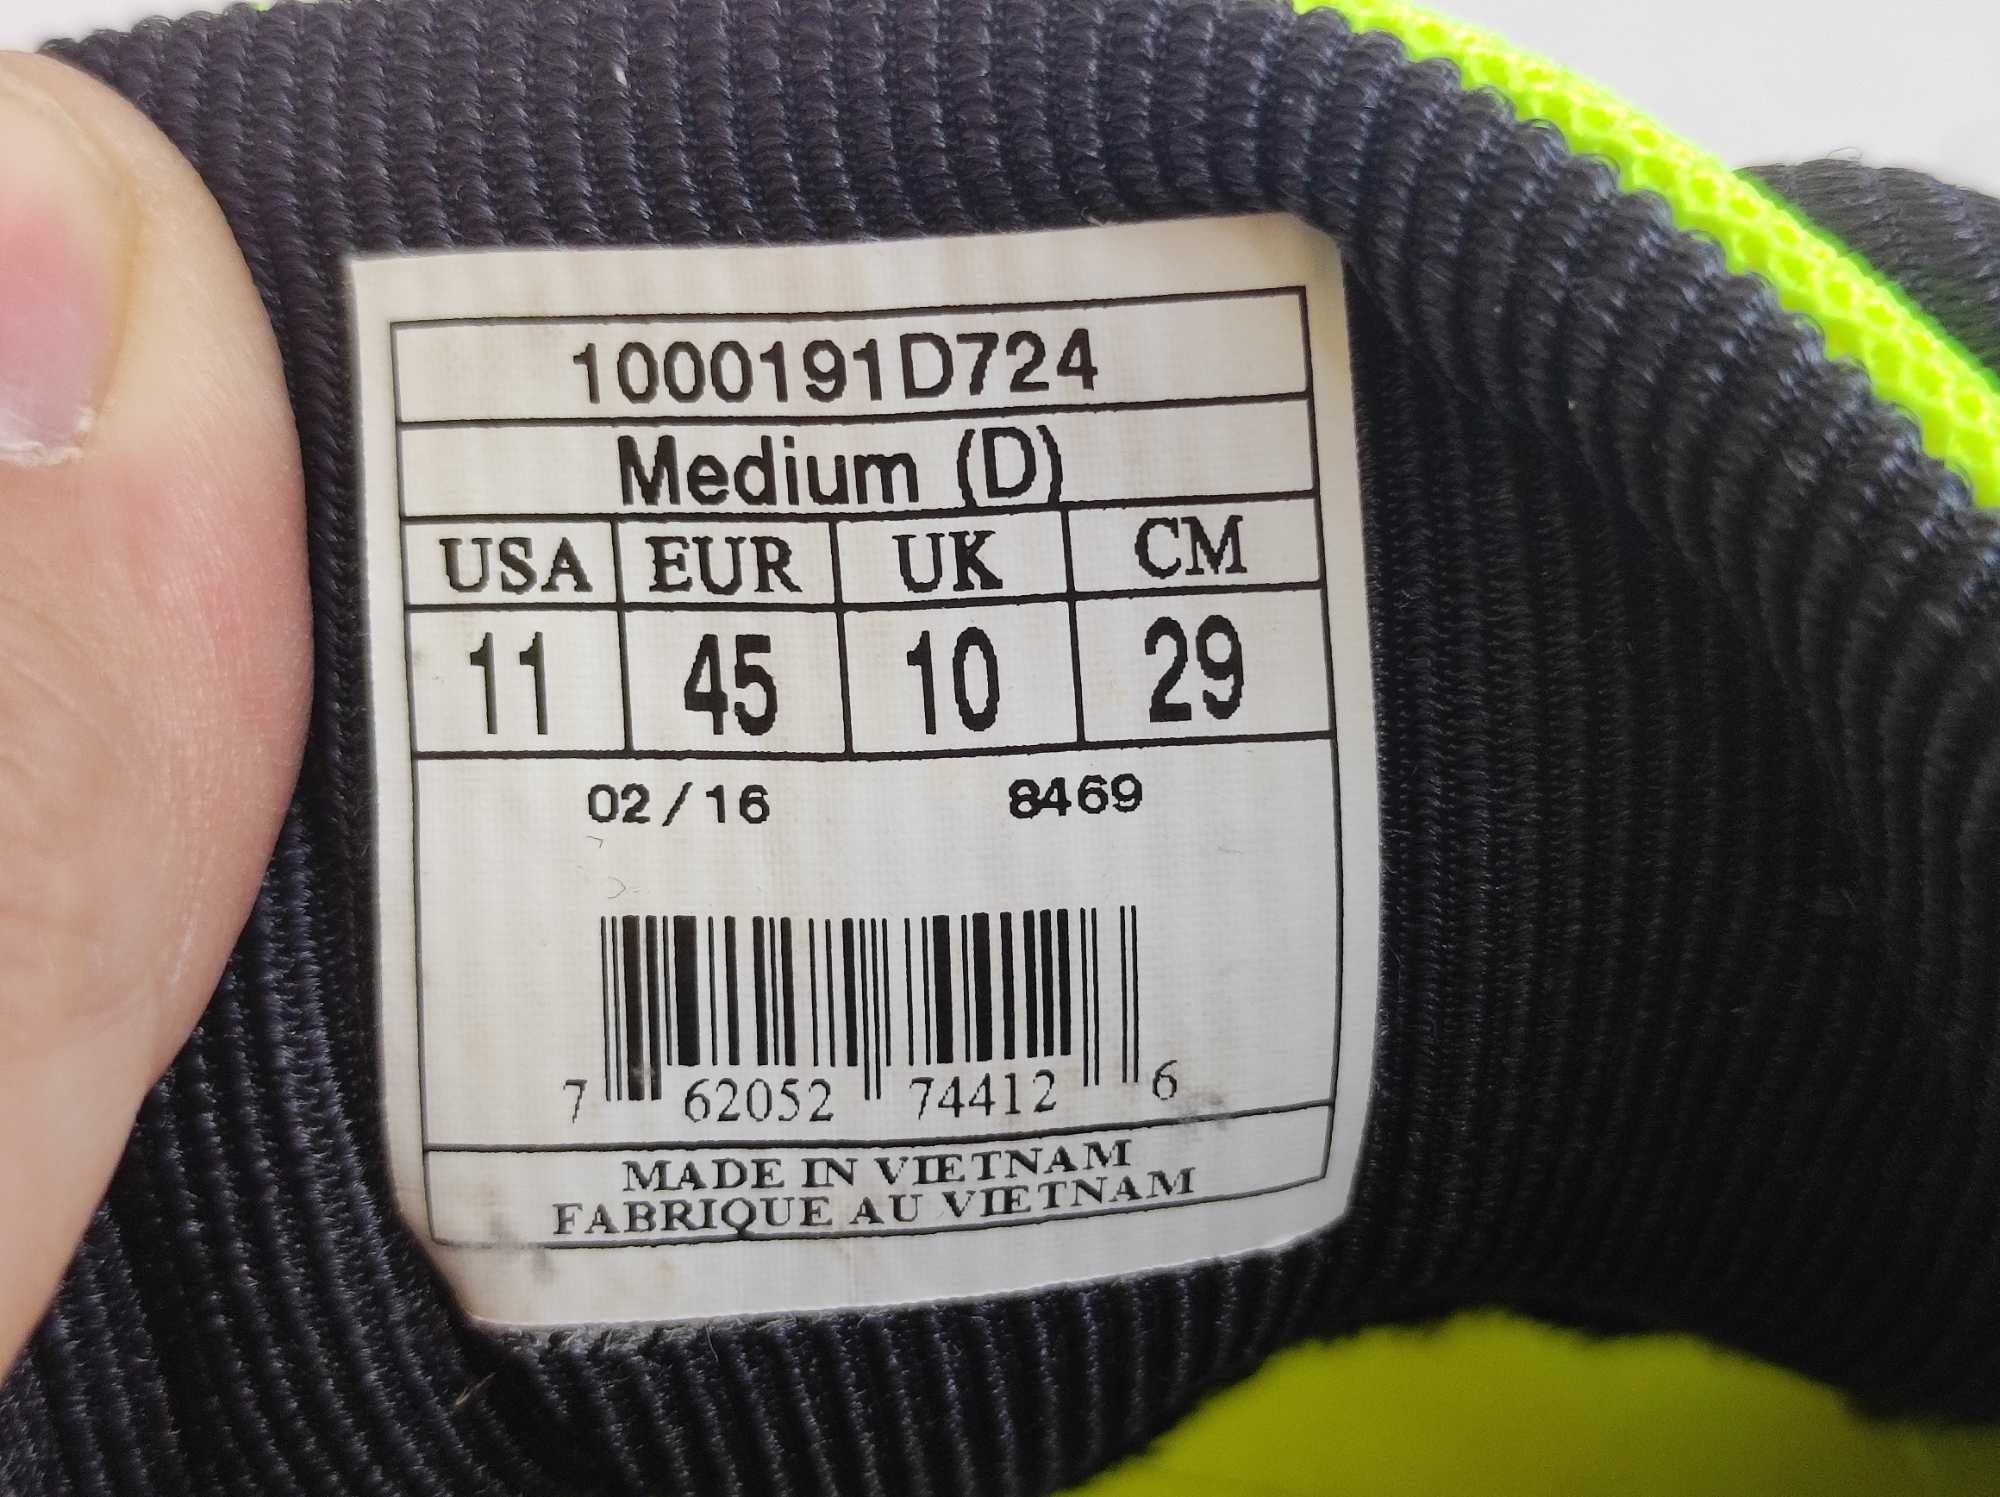 1000191D724
Medium (D)
USA EUR UK CM
11 45 10 29
02/16 8469
7 62052 74412 6
MADE IN VIETNAM
FABRIQUE AU VIETNAM